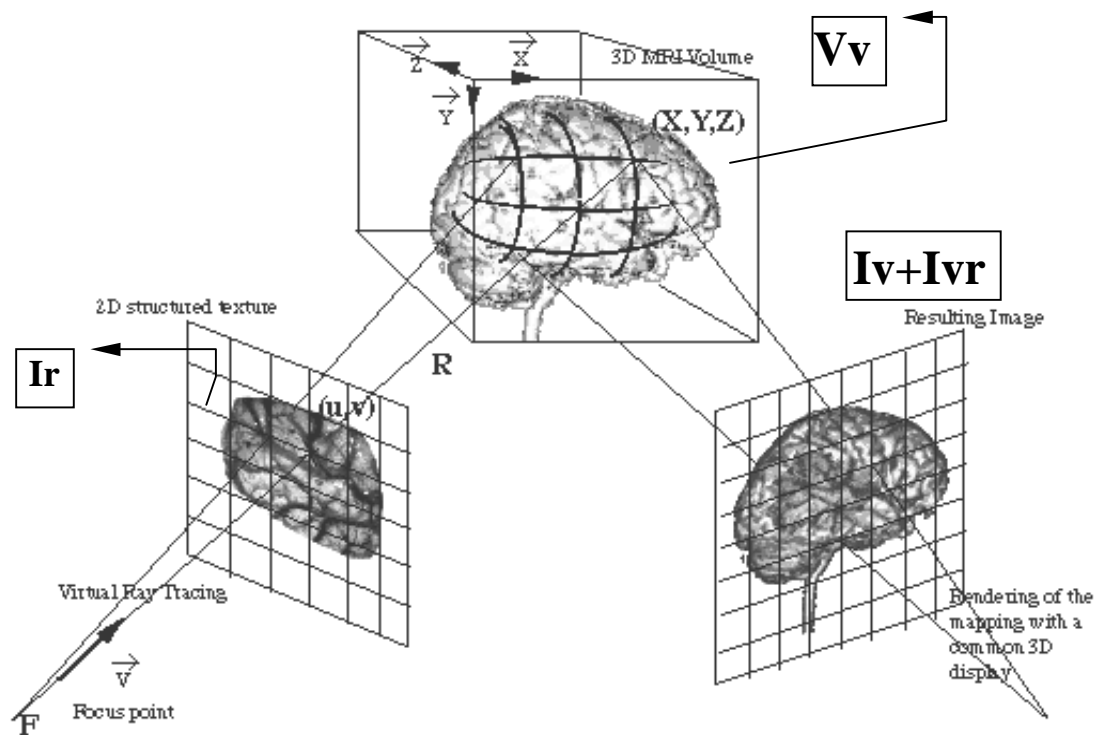 Vv
Z
X
3D MRI Volume
Y
(X,Y,Z)
Iv+Ivr
2D structured texture
Resulting Image
Ir
R
(u,v)
Virtual Ray Tracing
Rendering of the
mapping with a
common 3D
display
V
F
Focus point